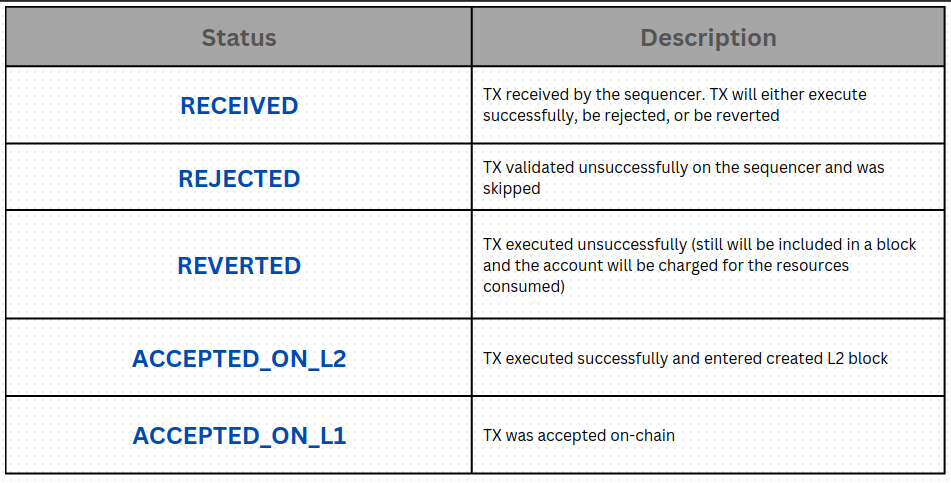 Status
Description
RECEIVED
TX received by the sequencer. TX will either execute
successfully, be rejected, or be reverted
REJECTED
TX validated unsuccessfully on the sequencer and was
skipped
REVERTED
TX executed unsuccessfully (still will be included in a block
and the account will be charged for the resources
consumed)
ACCEPTED_ON_L2
TX executed successfully and entered created L2 block
ACCEPTED_ON_L1
TX was accepted on-chain